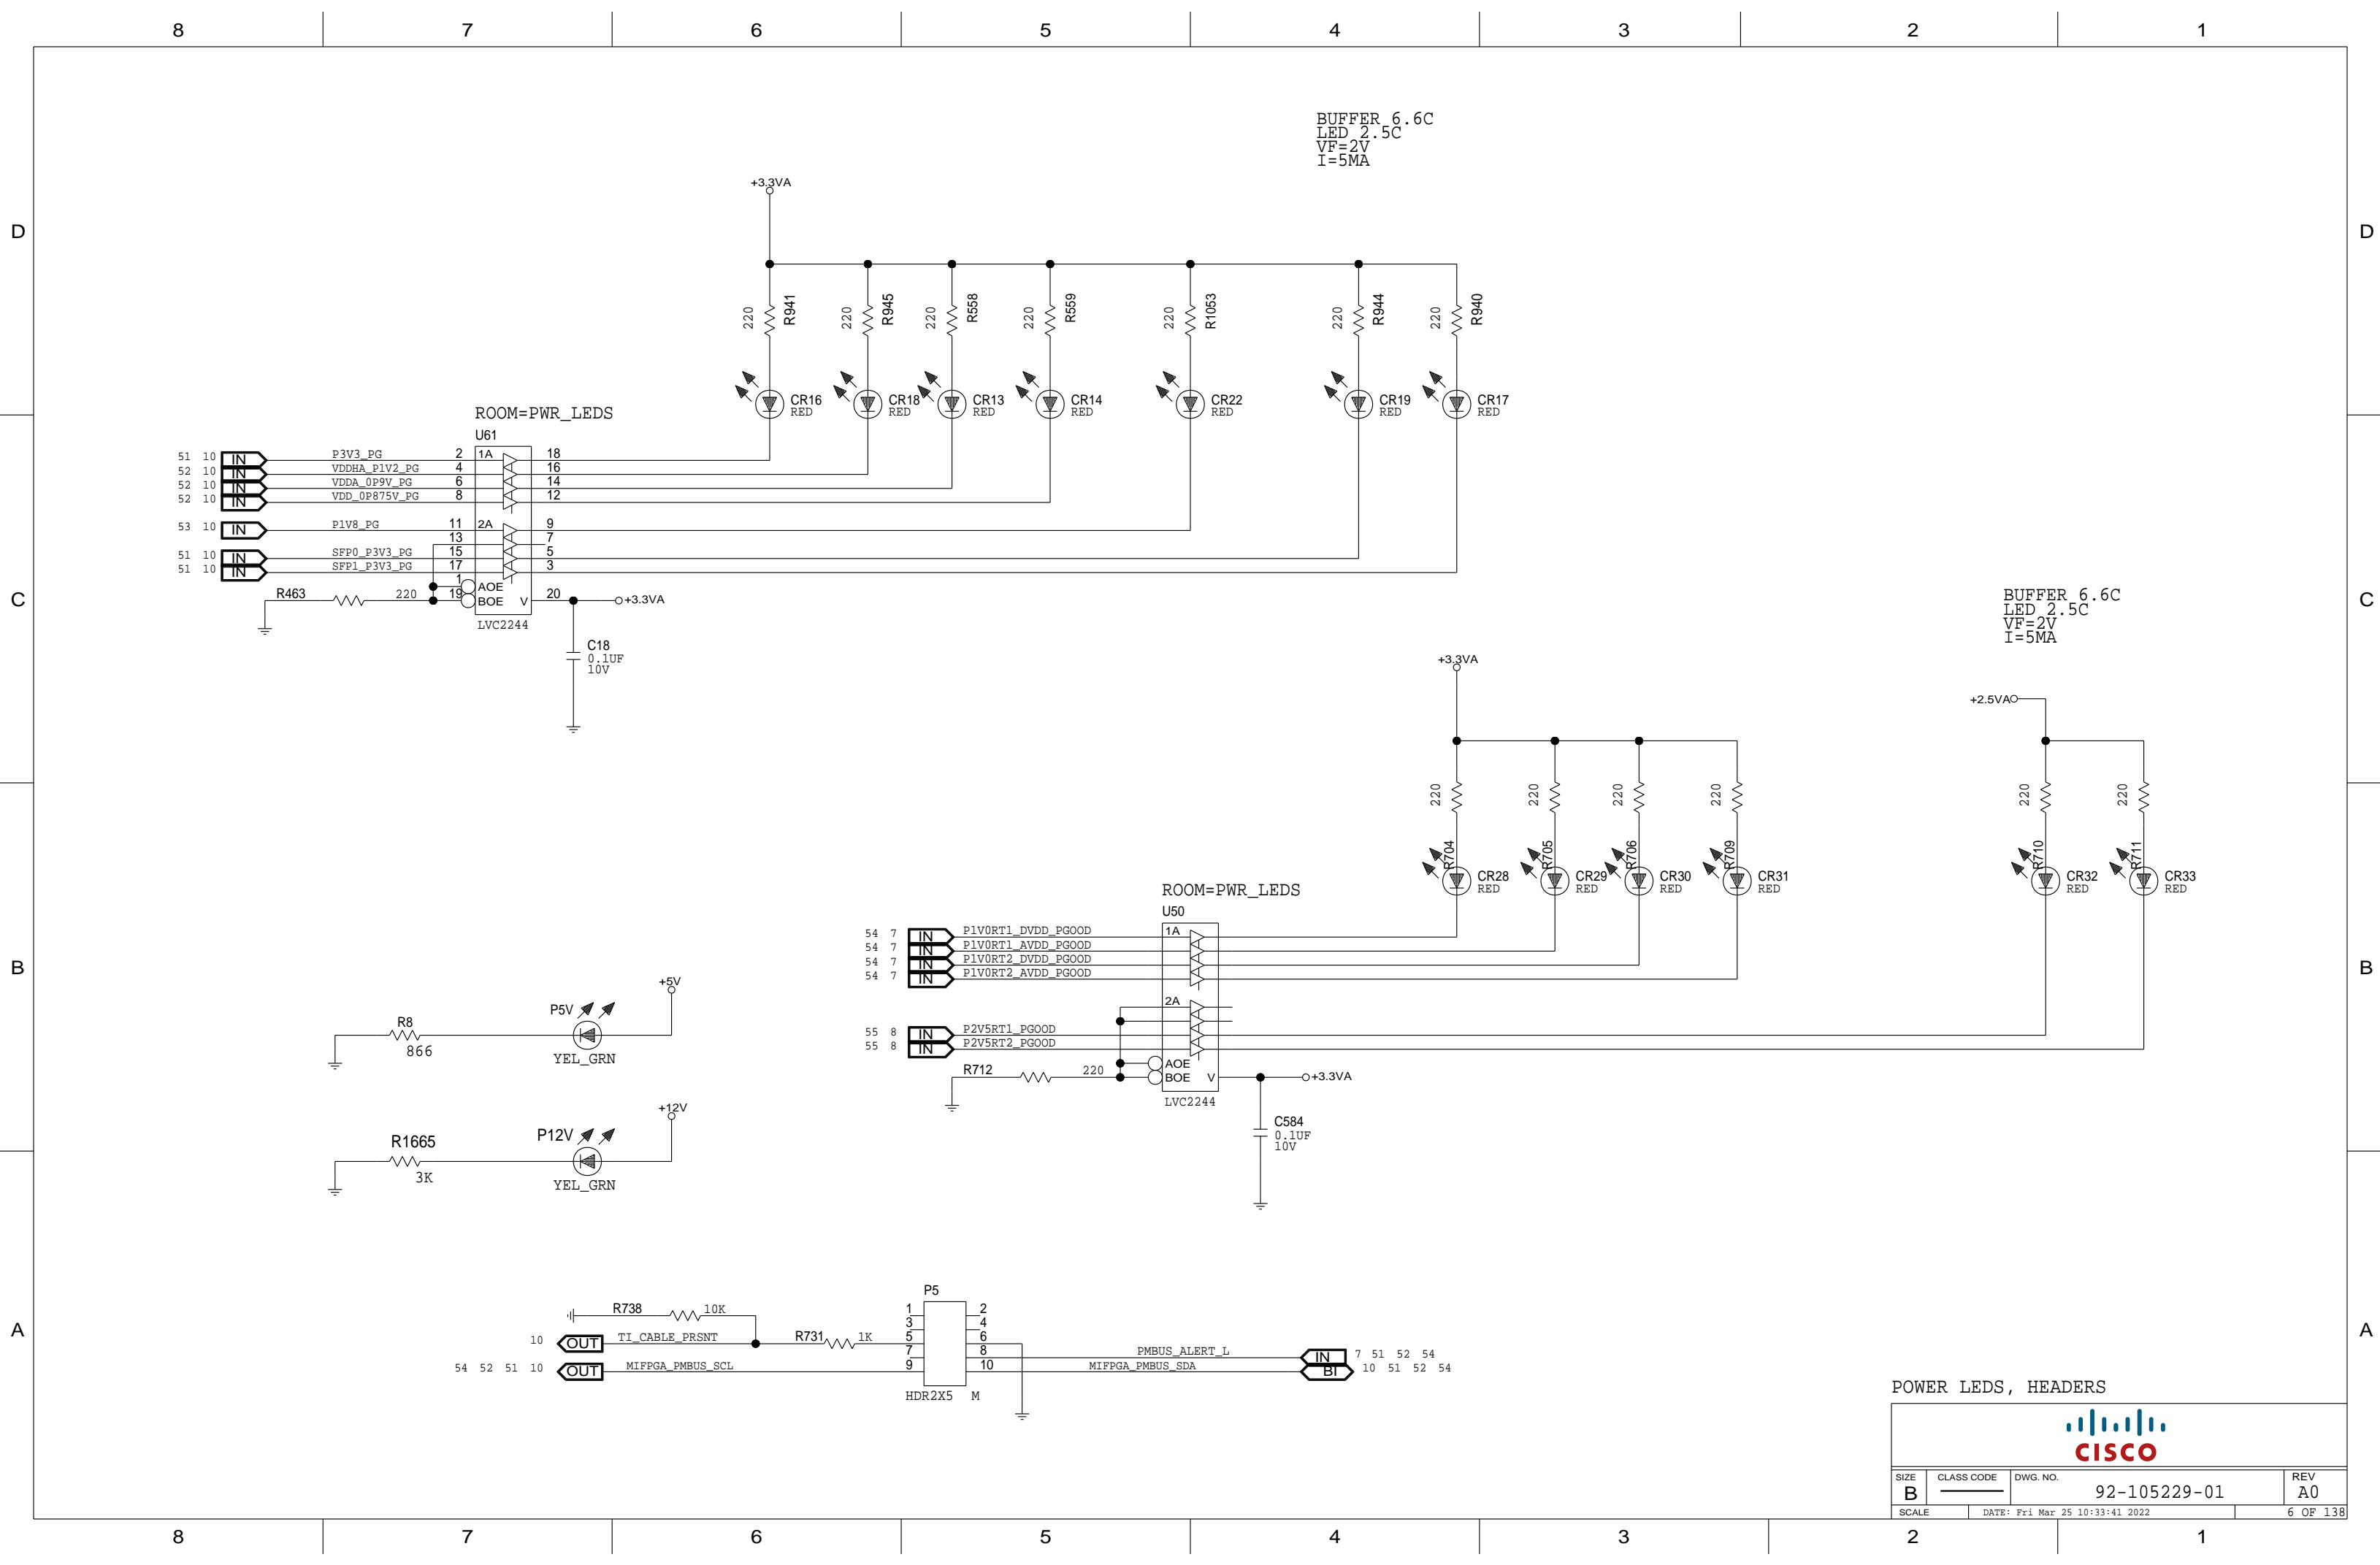 8 7 6 5 4 3 2 1
BUFFER 6.6C
LED 2.5C
VF=2V
I=5MA
+3.3VA
D D
220 R941 220 R945 220 R558 220 R559 220 R1053 220 R944 220 R940
CR16 CR18 CR13 CR14 CR22 CR19 CR17
RED RED RED RED RED RED RED
ROOM=PWR_LEDS
U61
51 10 IN P3V3_PG 2 1A 18
52 10 IN VDDHA_P1V2_PG 4 16
52 10 IN VDDA_0P9V_PG 6 14
52 10 IN VDD_0P875V_PG 8 12
53 10 IN P1V8_PG 11 2A 9
13 7
51 10 IN SFP0_P3V3_PG 15 5
51 10 IN SFP1_P3V3_PG 17 3
1 AOE
R463 220 19 BOE V 20 +3.3VA
LVC2244
C C
C18
0.1UF
10V
BUFFER 6.6C
LED 2.5C
VF=2V
I=5MA
+3.3VA
+2.5VA
220 220 220 220 220 220
R704 R705 R706 R709 R710 R711
CR28 CR29 CR30 CR31 CR32 CR33
RED RED RED RED RED RED
ROOM=PWR_LEDS
U50
54 7 IN P1V0RT1_DVDD_PGOOD 1A
54 7 IN P1V0RT1_AVDD_PGOOD
54 7 IN P1V0RT2_DVDD_PGOOD
54 7 IN P1V0RT2_AVDD_PGOOD
2A
55 8 IN P2V5RT1_PGOOD
55 8 IN P2V5RT2_PGOOD
AOE
R712 220 BOE V +3.3VA
LVC2244
C584
0.1UF
10V
B B
+5V
P5V
R8
866
YEL_GRN
+12V
P12V
R1665
3K
YEL_GRN
A A
P5
R738 10K 1 2
3 4
10 OUT TI_CABLE_PRSNT R731 1K 5 6
7 8 PMBUS_ALERT_L IN 7 51 52 54
54 52 51 10 OUT MIFPGA_PMBUS_SCL 9 10 MIFPGA_PMBUS_SDA BI 10 51 52 54
HDR2X5 M
POWER LEDS, HEADERS
CISCO
SIZE CLASS CODE DWG. NO. REV
B 92-105229-01 A0
SCALE DATE: Fri Mar 25 10:33:41 2022 6 OF 138
8 7 6 5 4 3 2 1